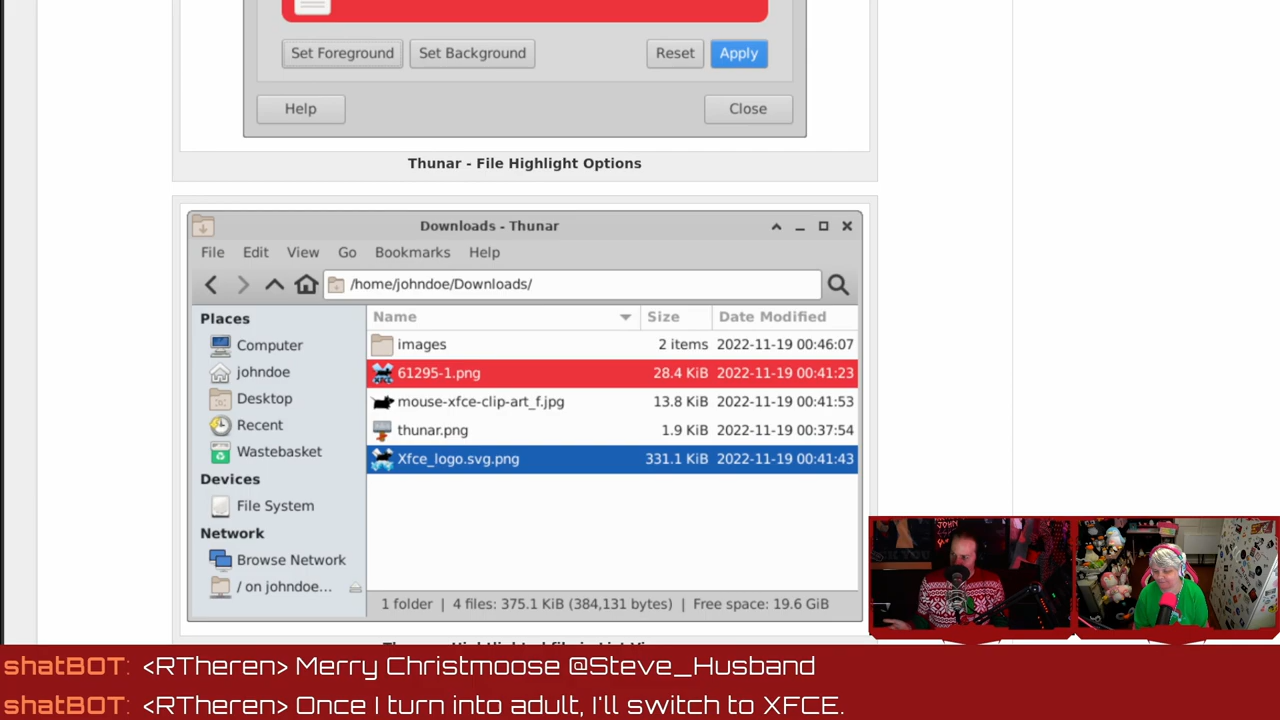 Set Foreground Set Background Reset Apply
Help Close
Thunar - File Highlight Options
Downloads - Thunar
File Edit View Go Bookmarks Help
/home/johndoe/Downloads/
Places
Computer
johndoe
Desktop
Recent
Wastebasket
Devices
File System
Network
Browse Network
/ on johndoe...
Name Size Date Modified
images 2 items 2022-11-19 00:46:07
61295-1.png 28.4 KiB 2022-11-19 00:41:23
mouse-xfce-clip-art_f.jpg 13.8 KiB 2022-11-19 00:41:53
thunar.png 1.9 KiB 2022-11-19 00:37:54
Xfce_logo.svg.png 331.1 KiB 2022-11-19 00:41:43
1 folder | 4 files: 375.1 KiB (384,131 bytes) | Free space: 19.6 GiB
shatBOT: <RTheren> Merry Christmoose @Steve_Husband
shatBOT: <RTheren> Once I turn into adult, I'll switch to XFCE.